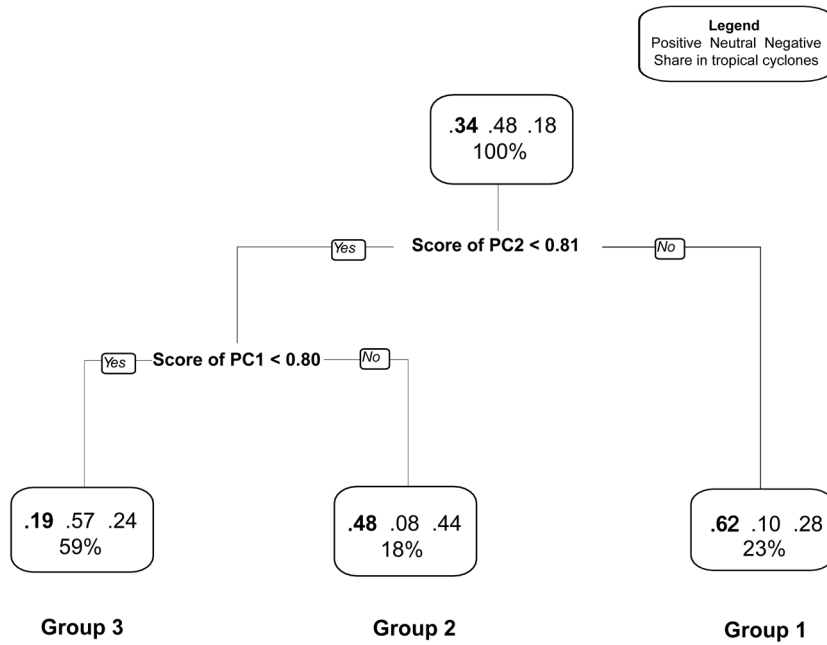 Legend
Positive Neutral Negative
Share in tropical cyclones
.34 .48 .18
100%
Yes
Score of PC2 < 0.81
No
Yes
Score of PC1 < 0.80
No
.19 .57 .24
59%
.48 .08 .44
18%
.62 .10 .28
23%
Group 3
Group 2
Group 1